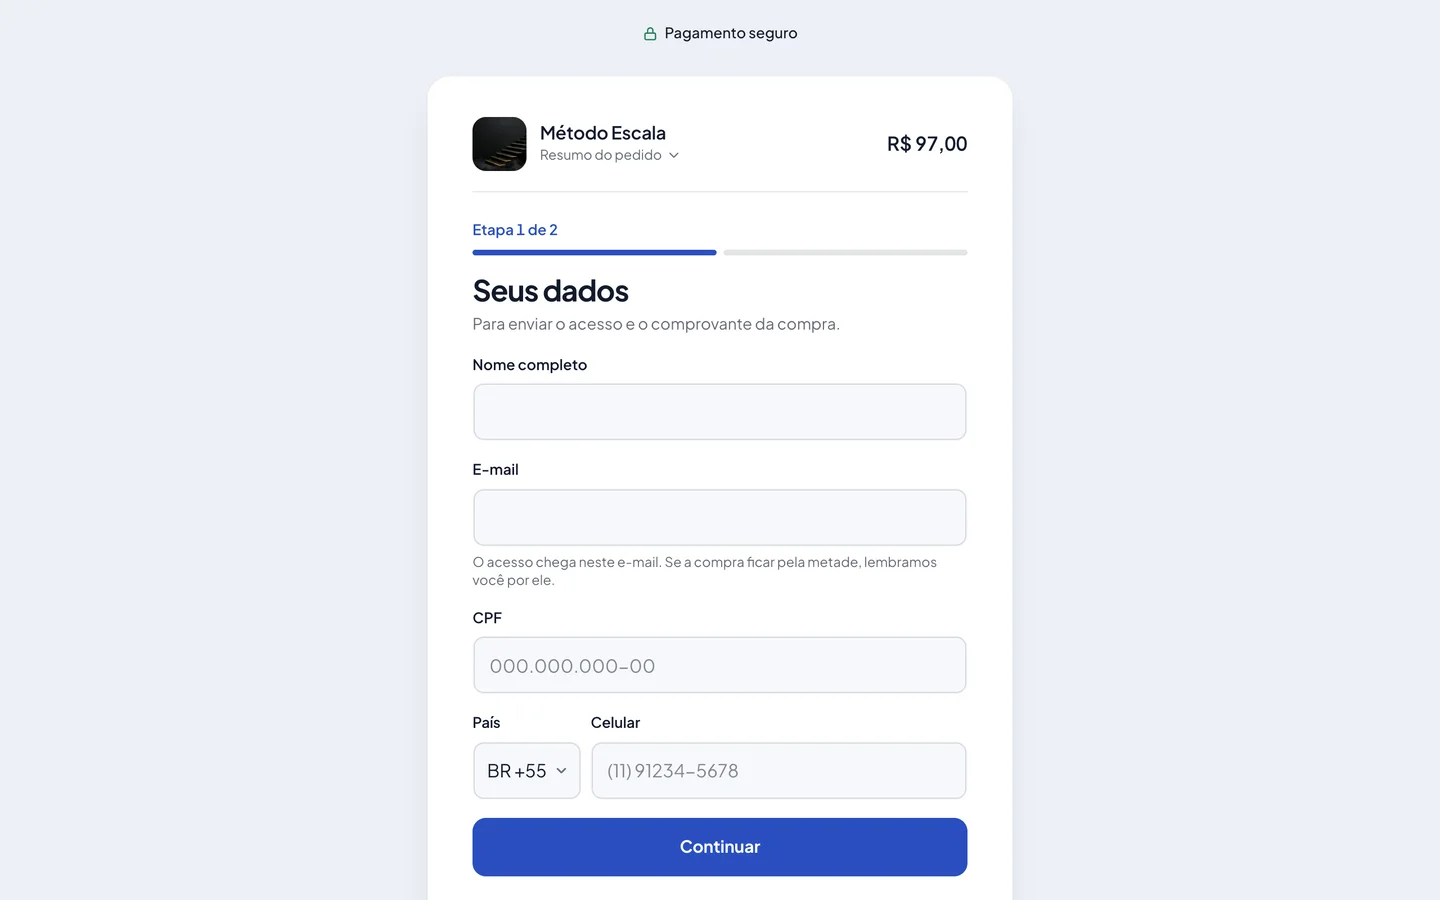 Pagamento seguro
Método Escala
Resumo do pedido
R$ 97,00
Etapa 1 de 2
Seus dados
Para enviar o acesso e o comprovante da compra.
Nome completo
E-mail
O acesso chega neste e-mail. Se a compra ficar pela metade, lembramos
você por ele.
CPF
000.000.000-00
País
Celular
BR +55
(11) 91234-5678
Continuar